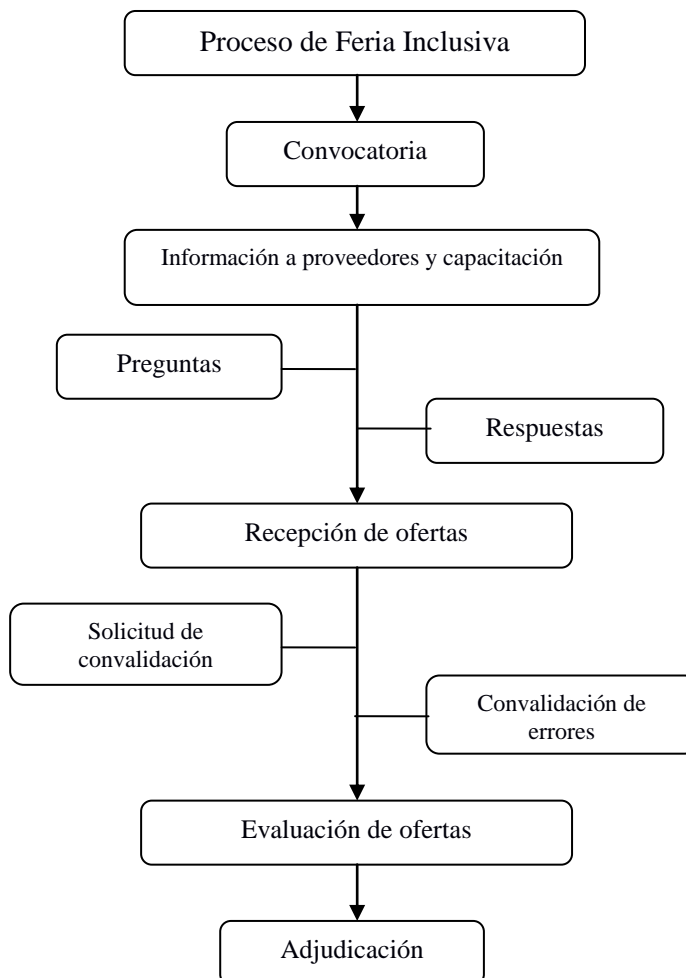 Proceso de Feria Inclusiva
Convocatoria
Información a proveedores y capacitación
Preguntas
Respuestas
Recepción de ofertas
Solicitud de
convalidación
Convalidación de
errores
Evaluación de ofertas
Adjudicación